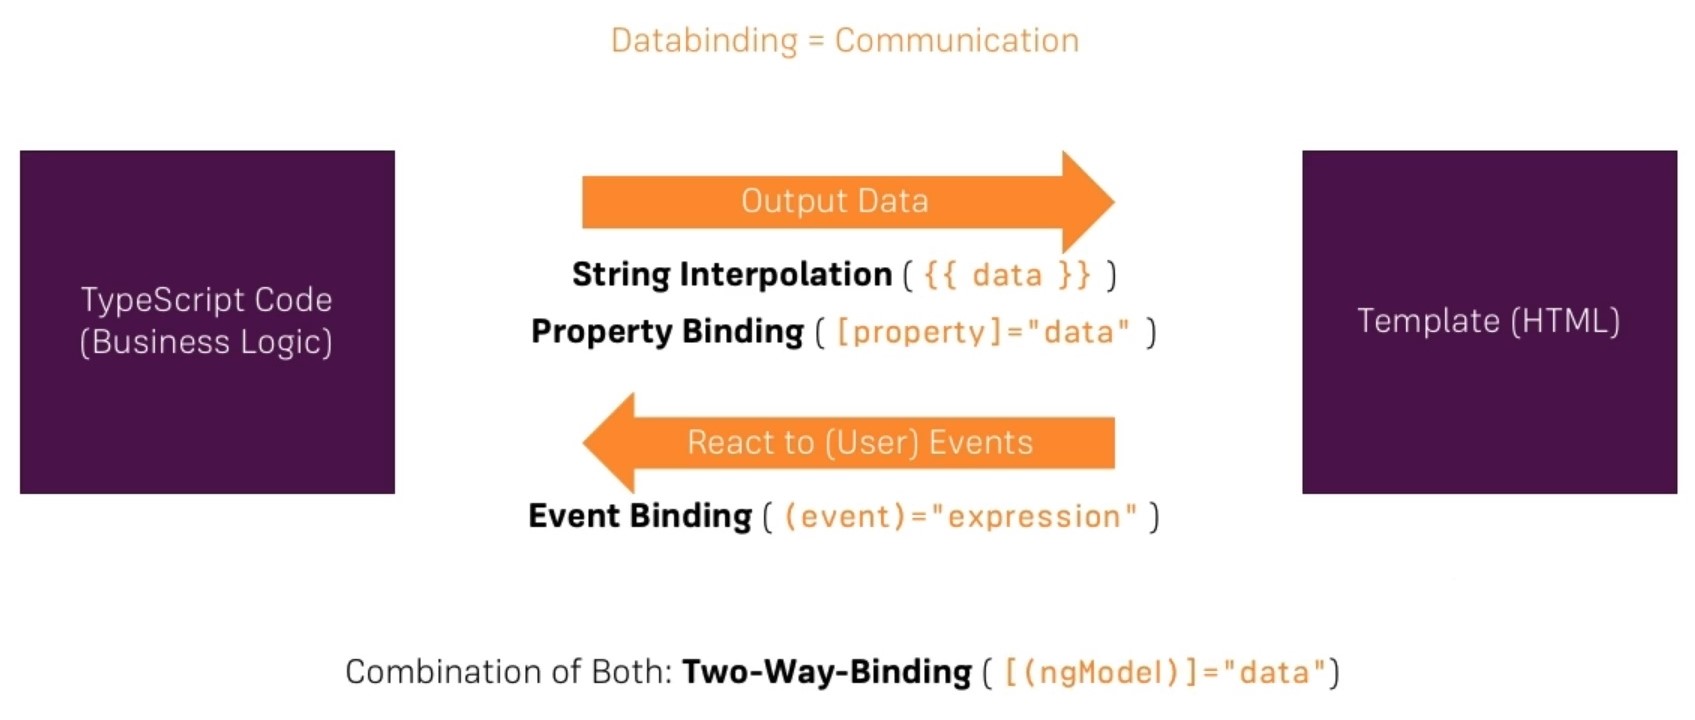 Databinding = Communication
TypeScript Code
(Business Logic)
Output Data
String Interpolation ( {{ data }} )
Property Binding ( [property]="data" )
React to (User) Events
Event Binding ( (event)="expression" )
Template (HTML)
Combination of Both: Two-Way-Binding ( [(ngModel)]="data")